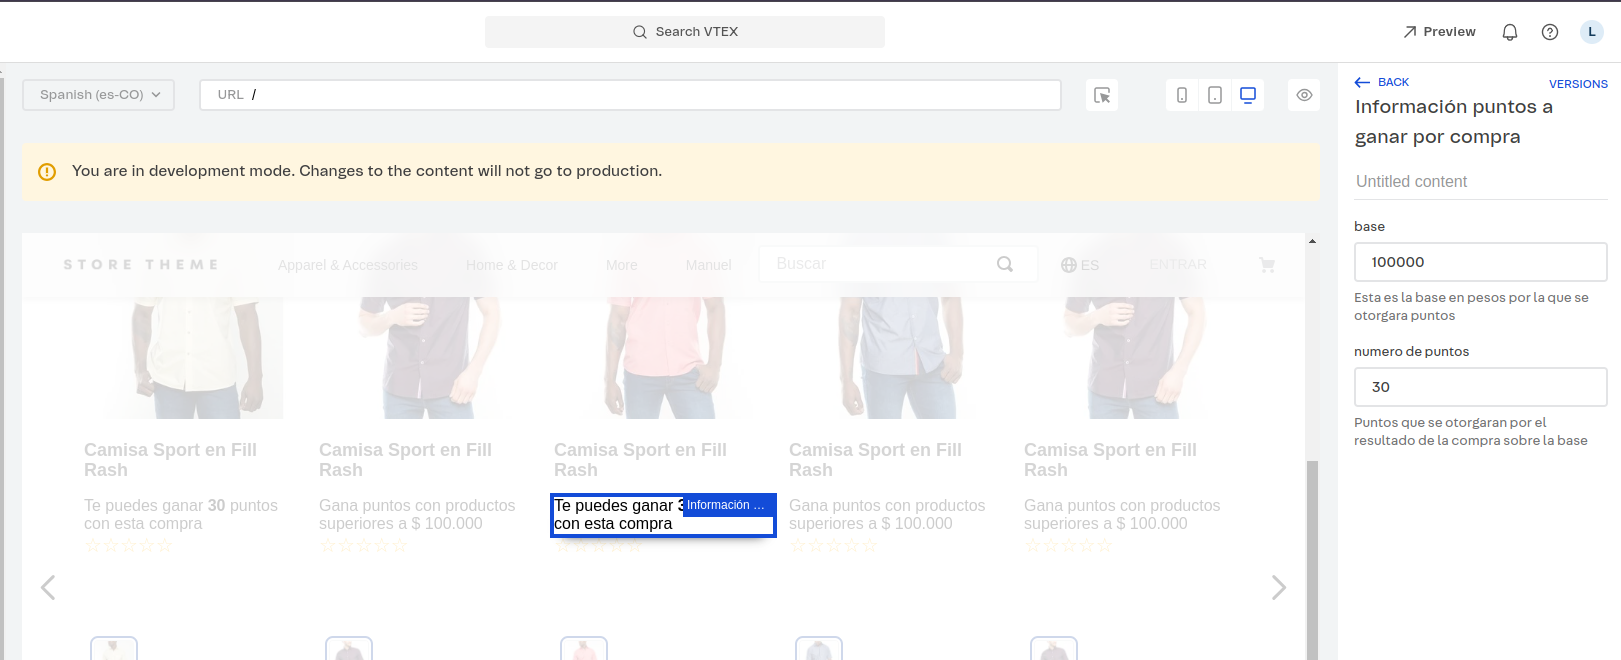 Search VTEX
Preview
L
Spanish (es-CO)
URL /
BACK
VERSIONS
Información puntos a
ganar por compra
Untitled content
base
100000
Esta es la base en pesos por la que se
otorgara puntos
numero de puntos
30
Puntos que se otorgaran por el
resultado de la compra sobre la base
You are in development mode. Changes to the content will not go to production.
STORE THEME
Apparel & Accessories
Home & Decor
More
Manuel
Buscar
ES
ENTRAR
Camisa Sport en Fill
Rash
Te puedes ganar 30 puntos
con esta compra
Camisa Sport en Fill
Rash
Gana puntos con productos
superiores a $ 100.000
Camisa Sport en Fill
Rash
Te puedes ganar 3
Información ...
con esta compra
Camisa Sport en Fill
Rash
Gana puntos con productos
superiores a $ 100.000
Camisa Sport en Fill
Rash
Gana puntos con productos
superiores a $ 100.000